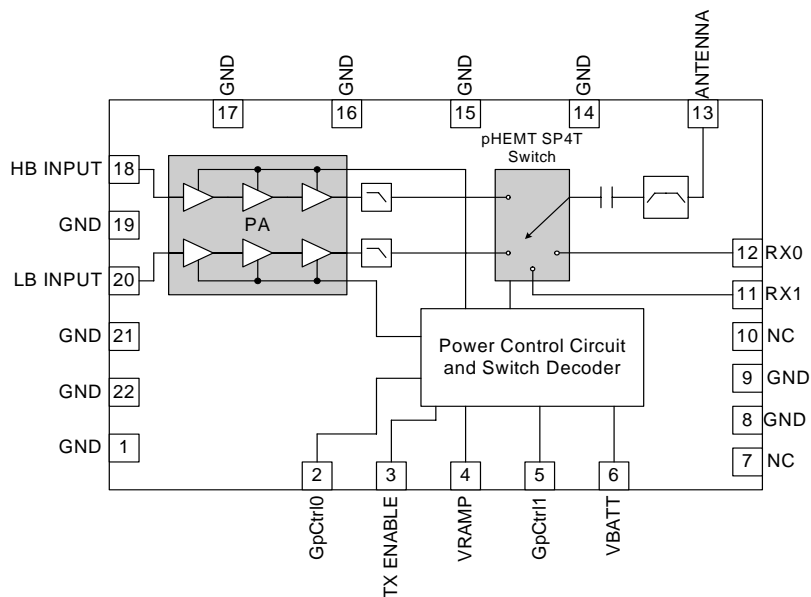 GND
GND
GND
GND
ANTENNA
17
16
15
14
13
pHEMT SP4T
Switch
HB INPUT
18
GND
19
PA
LB INPUT
20
12
RX0
11
RX1
GND
21
10
NC
Power Control Circuit
and Switch Decoder
9
GND
GND
22
8
GND
GND
1
7
NC
2
3
4
5
6
GpCtrl0
TX ENABLE
VRAMP
GpCtrl1
VBATT